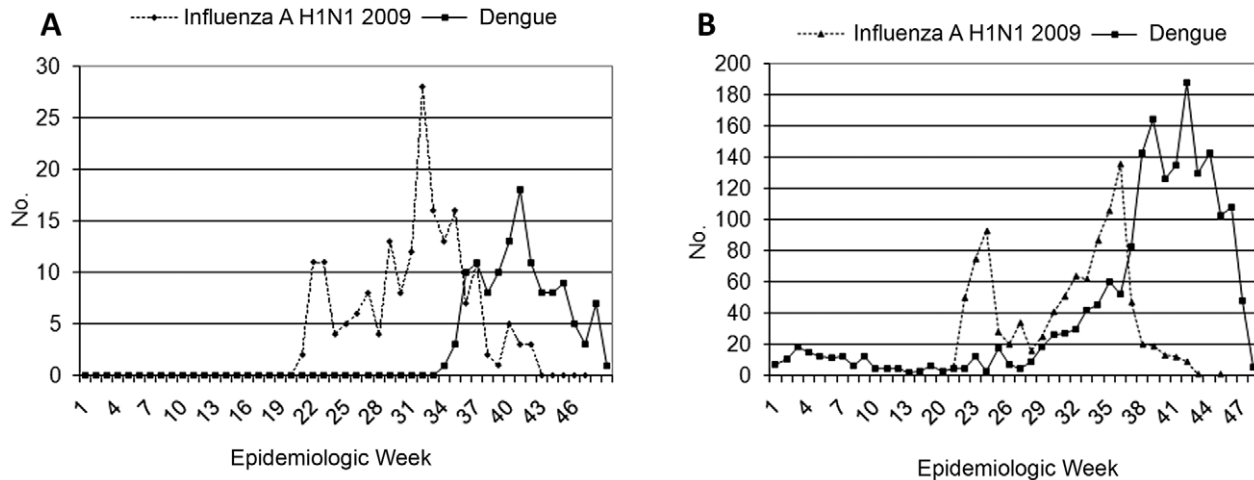 A
Influenza A H1N1 2009
Dengue
30
25
20
15
10
5
0
No.
1 4 7 10 13 16 19 22 25 28 31 34 37 40 43 46
Epidemiologic Week
B
Influenza A H1N1 2009
Dengue
200
180
160
140
120
100
80
60
40
20
0
No.
1 4 7 10 13 20 23 26 29 32 35 38 41 44 47
Epidemiologic Week